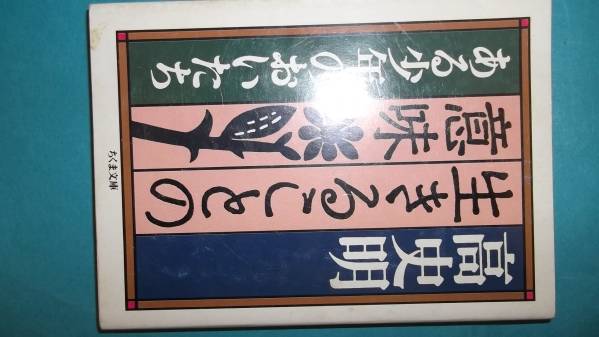 高史明
生きることの
意味
ある少年のおいたち
ちくま文庫